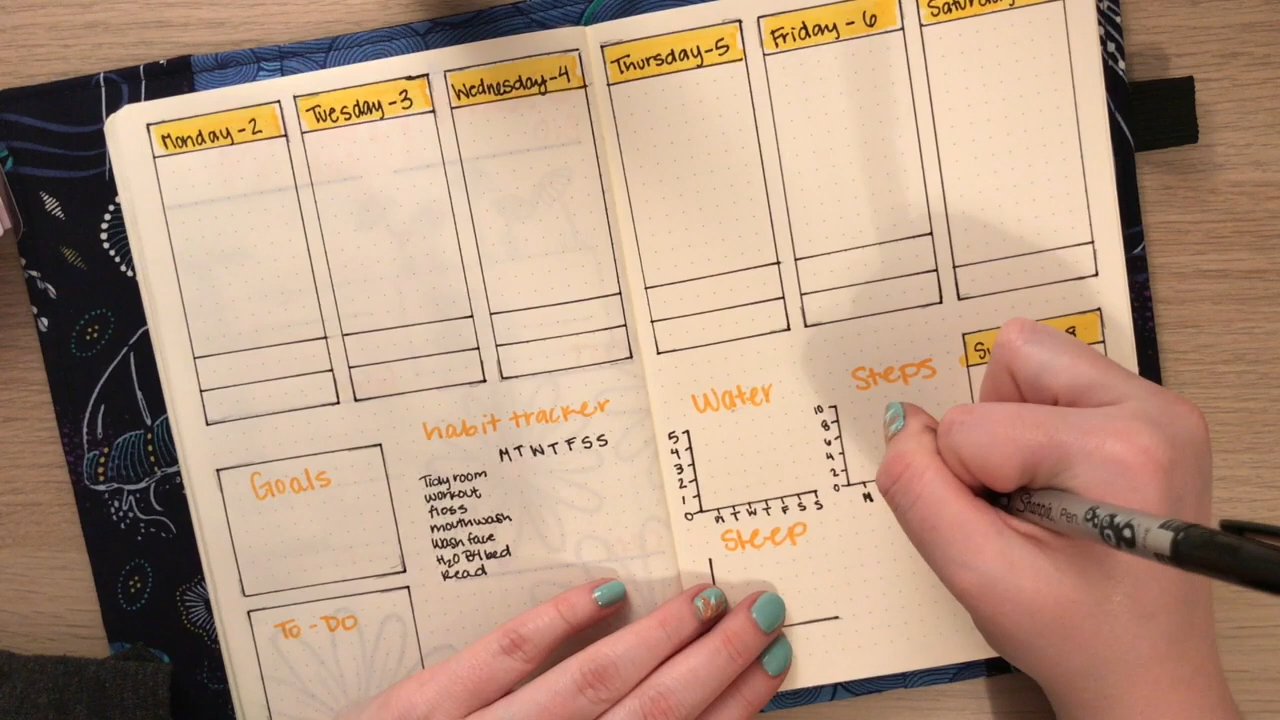 Monday-2
Tuesday-3
Wednesday-4
Thursday-5
Friday-6
Goals
To-Do
habit tracker
M T W T F S S
Tidy room
workout
floss
mouthwash
Wash face
H2O B4 bed
Read
Water
5
4
3
2
1
0
M T W T F S S
Steps
10
8
6
4
2
0
M
Sleep
Sharpie Pen